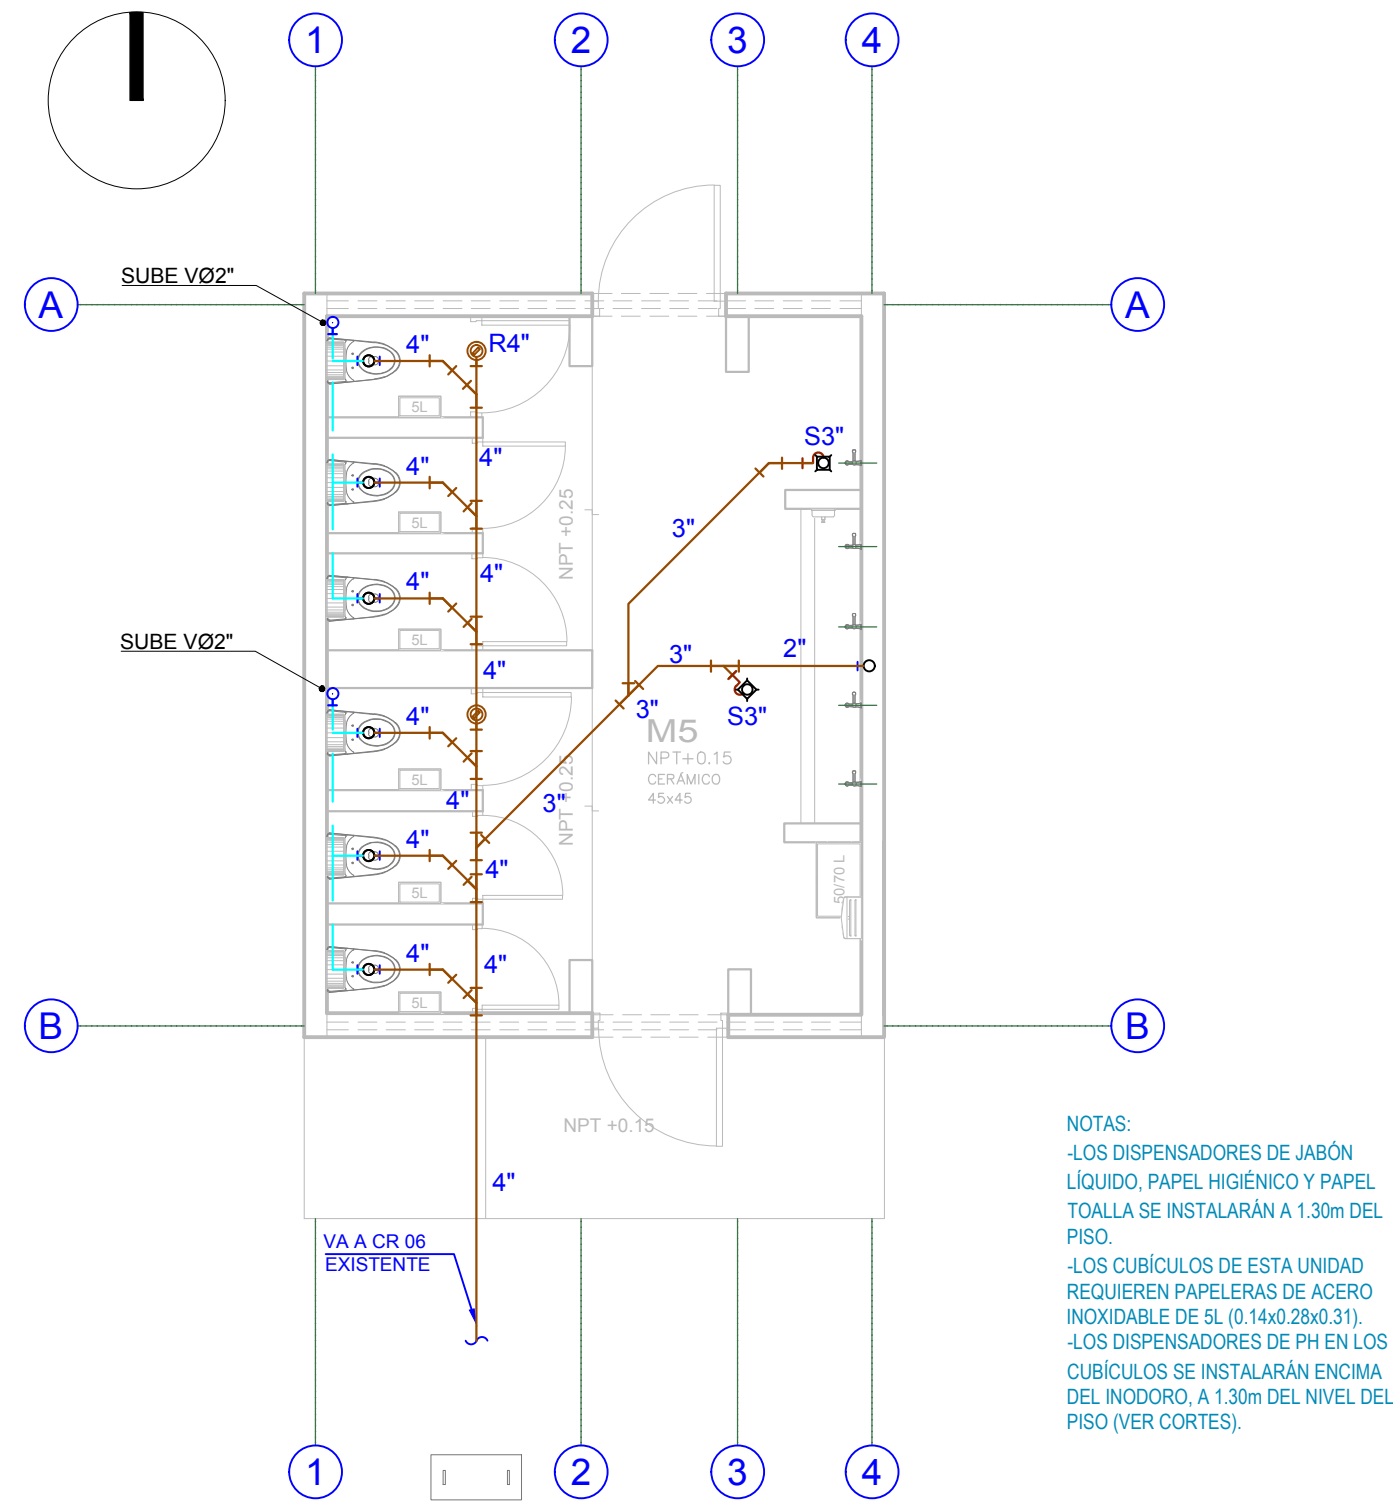 1
2
3
4
SUBE VØ2"
A
A
4"
R4"
5L
S3"
4"
4"
5L
NPT +0.25
3"
4"
4"
5L
SUBE VØ2"
4"
3"
2"
4"
3"
S3"
M5
NPT+0.15
CERÁMICO
45x45
5L
NPT +0.25
4"
3"
4"
4"
5L
50/70 L
4"
4"
5L
B
B
NPT +0.15
4"
VA A CR 06
EXISTENTE
NOTAS:
-LOS DISPENSADORES DE JABÓN
LÍQUIDO, PAPEL HIGIÉNICO Y PAPEL
TOALLA SE INSTALARÁN A 1.30m DEL
PISO.
-LOS CUBÍCULOS DE ESTA UNIDAD
REQUIEREN PAPELERAS DE ACERO
INOXIDABLE DE 5L (0.14x0.28x0.31).
-LOS DISPENSADORES DE PH EN LOS
CUBÍCULOS SE INSTALARÁN ENCIMA
DEL INODORO, A 1.30m DEL NIVEL DEL
PISO (VER CORTES).
1
2
3
4